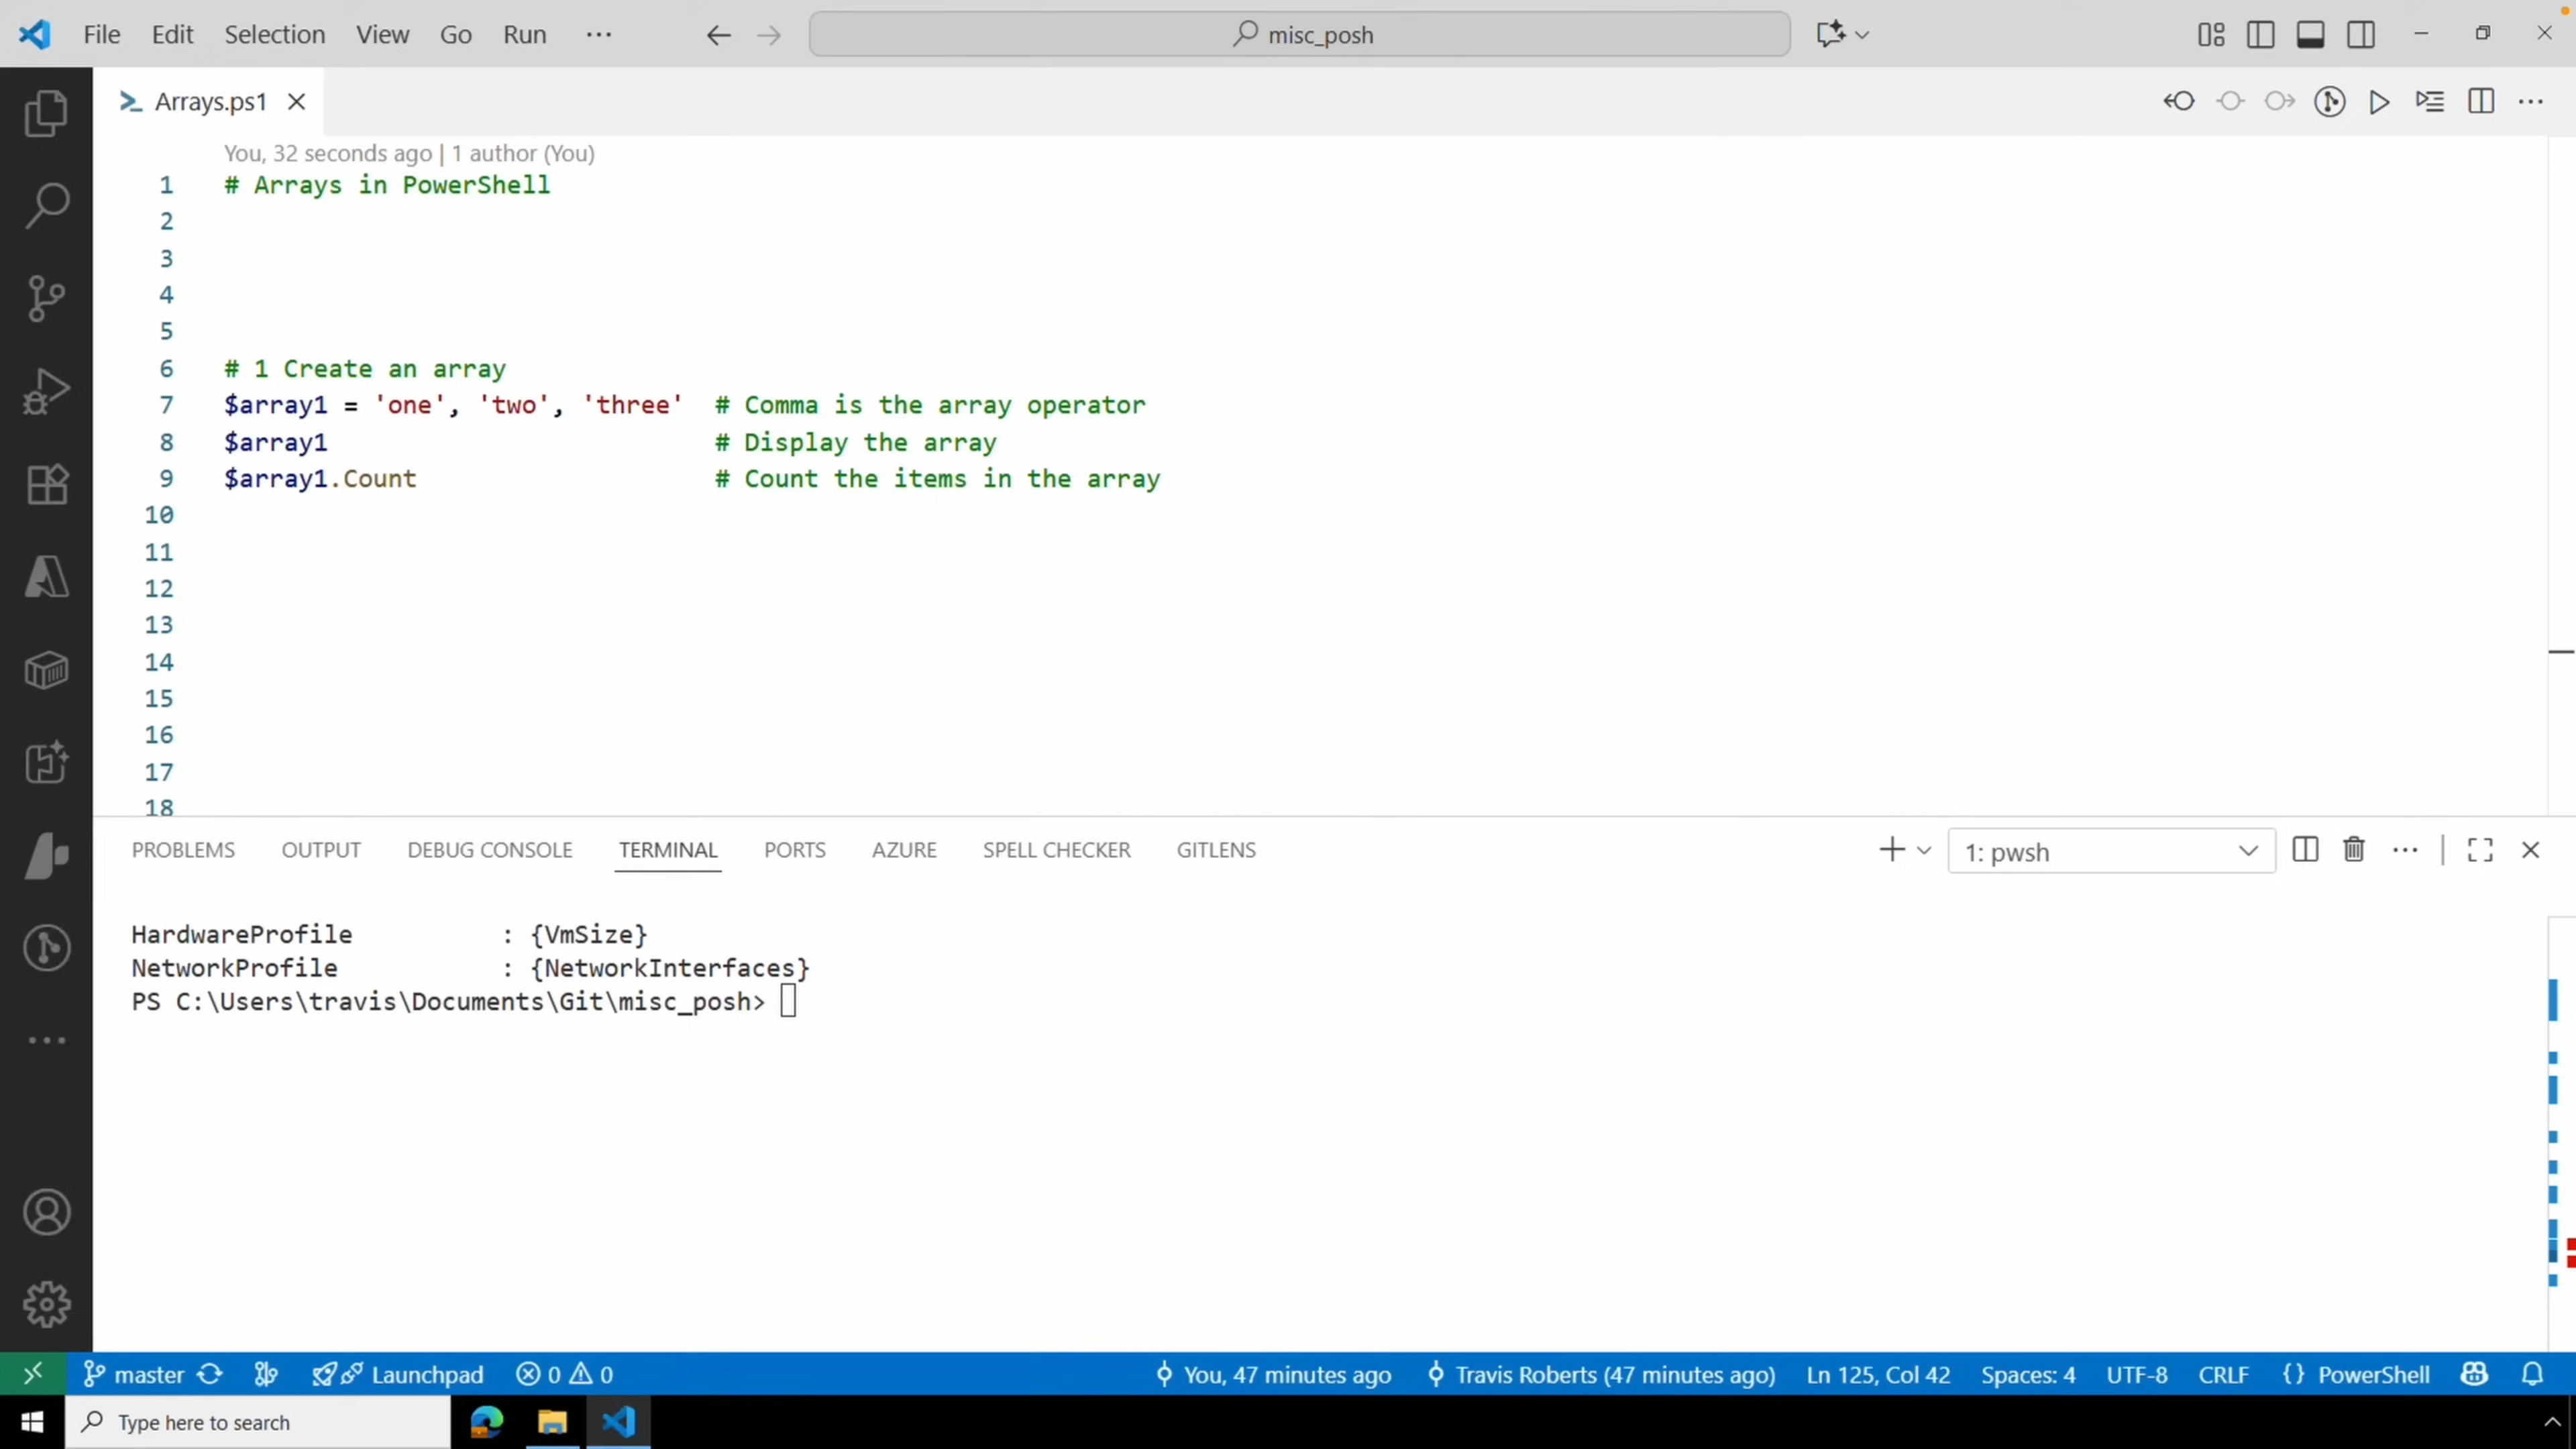 File Edit Selection View Go Run ··· misc_posh
Arrays.ps1
You, 32 seconds ago | 1 author (You)
1 # Arrays in PowerShell
2
3
4
5
6 # 1 Create an array
7 $array1 = 'one', 'two', 'three'  # Comma is the array operator
8 $array1                          # Display the array
9 $array1.Count                    # Count the items in the array
10
11
12
13
14
15
16
17
18
PROBLEMS OUTPUT DEBUG CONSOLE TERMINAL PORTS AZURE SPELL CHECKER GITLENS 1: pwsh
HardwareProfile          : {VmSize}
NetworkProfile           : {NetworkInterfaces}
PS C:\Users\travis\Documents\Git\misc_posh>
master Launchpad 0 0 You, 47 minutes ago Travis Roberts (47 minutes ago) Ln 125, Col 42 Spaces: 4 UTF-8 CRLF {} PowerShell
Type here to search